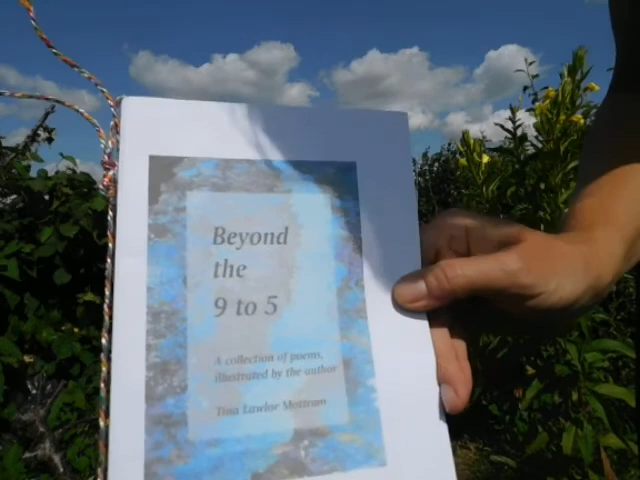 Beyond
the
9 to 5
A collection of poems,
illustrated by the author
Tina Lawlor Mottram